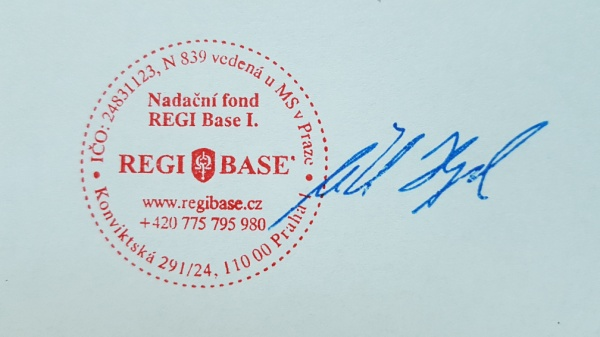 IČO: 24831123, N 839 vedená u MS v Praze
Nadační fond
REGI Base I.
REGI BASE
www.regibase.cz
+420 775 795 980
Konviktská 291/24, 110 00 Praha 1